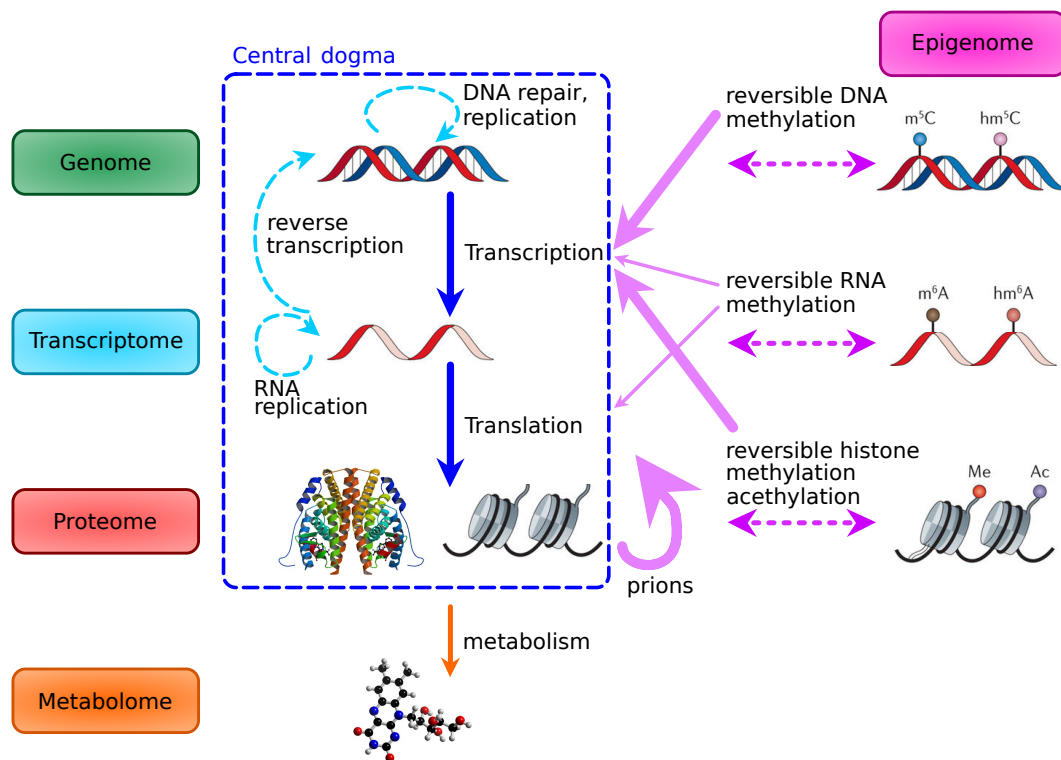 Central dogma
Epigenome
DNA repair,
replication
reversible DNA
methylation
m⁵C
hm⁵C
Genome
reverse
transcription
Transcription
reversible RNA
methylation
m⁶A
hm⁶A
Transcriptome
RNA
replication
Translation
reversible histone
methylation
acethylation
Me
Ac
Proteome
prions
metabolism
Metabolome